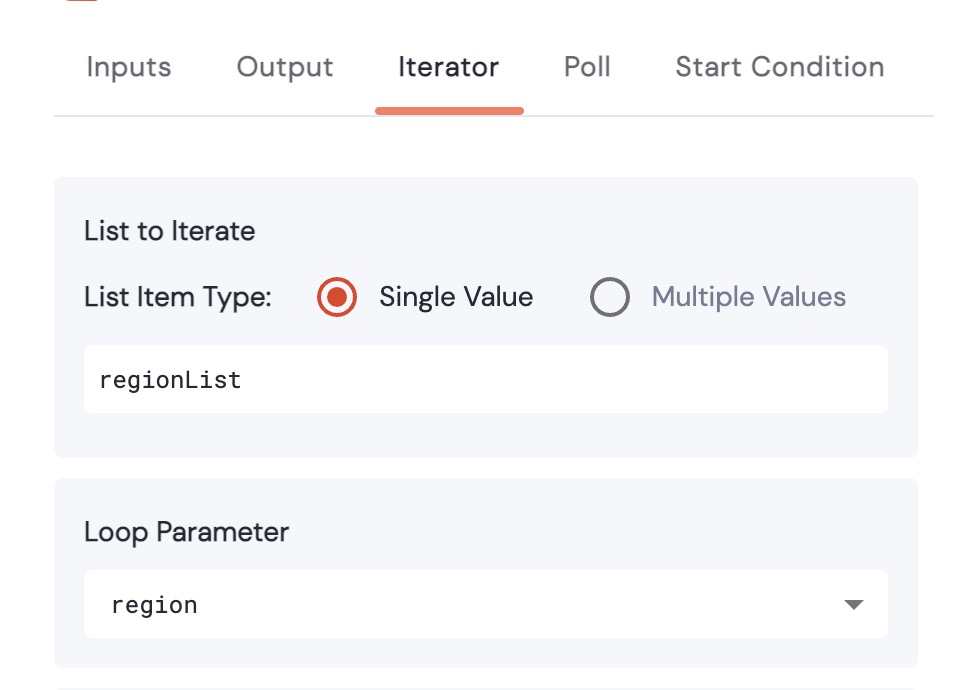 Inputs Output Iterator Poll Start Condition
List to Iterate
List Item Type: Single Value Multiple Values
regionList
Loop Parameter
region